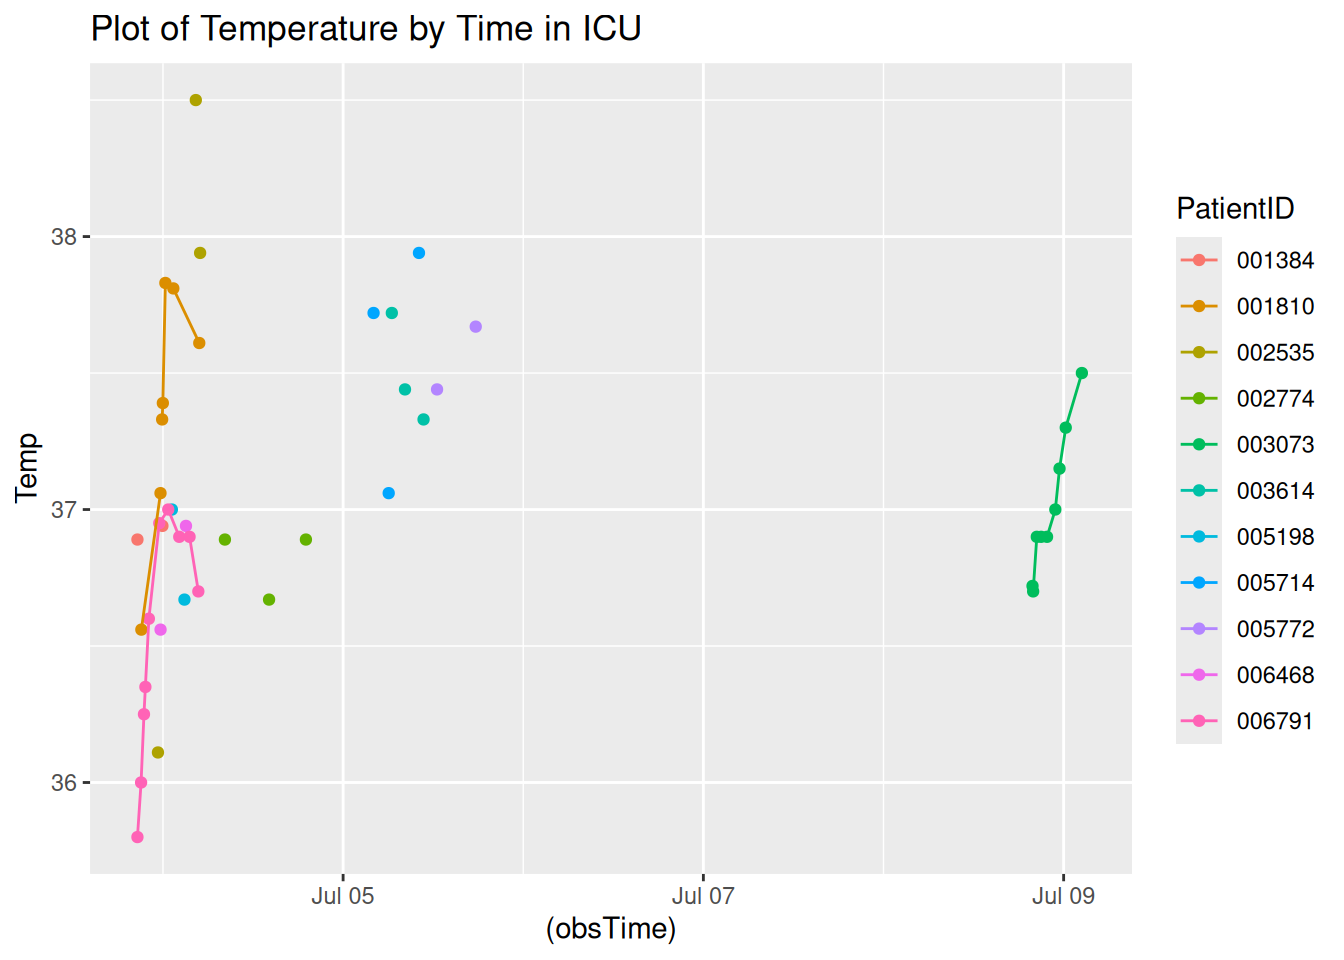 Plot of Temperature by Time in ICU
38
37
36
Temp
Jul 05
Jul 07
Jul 09
(obsTime)
PatientID
001384
001810
002535
002774
003073
003614
005198
005714
005772
006468
006791